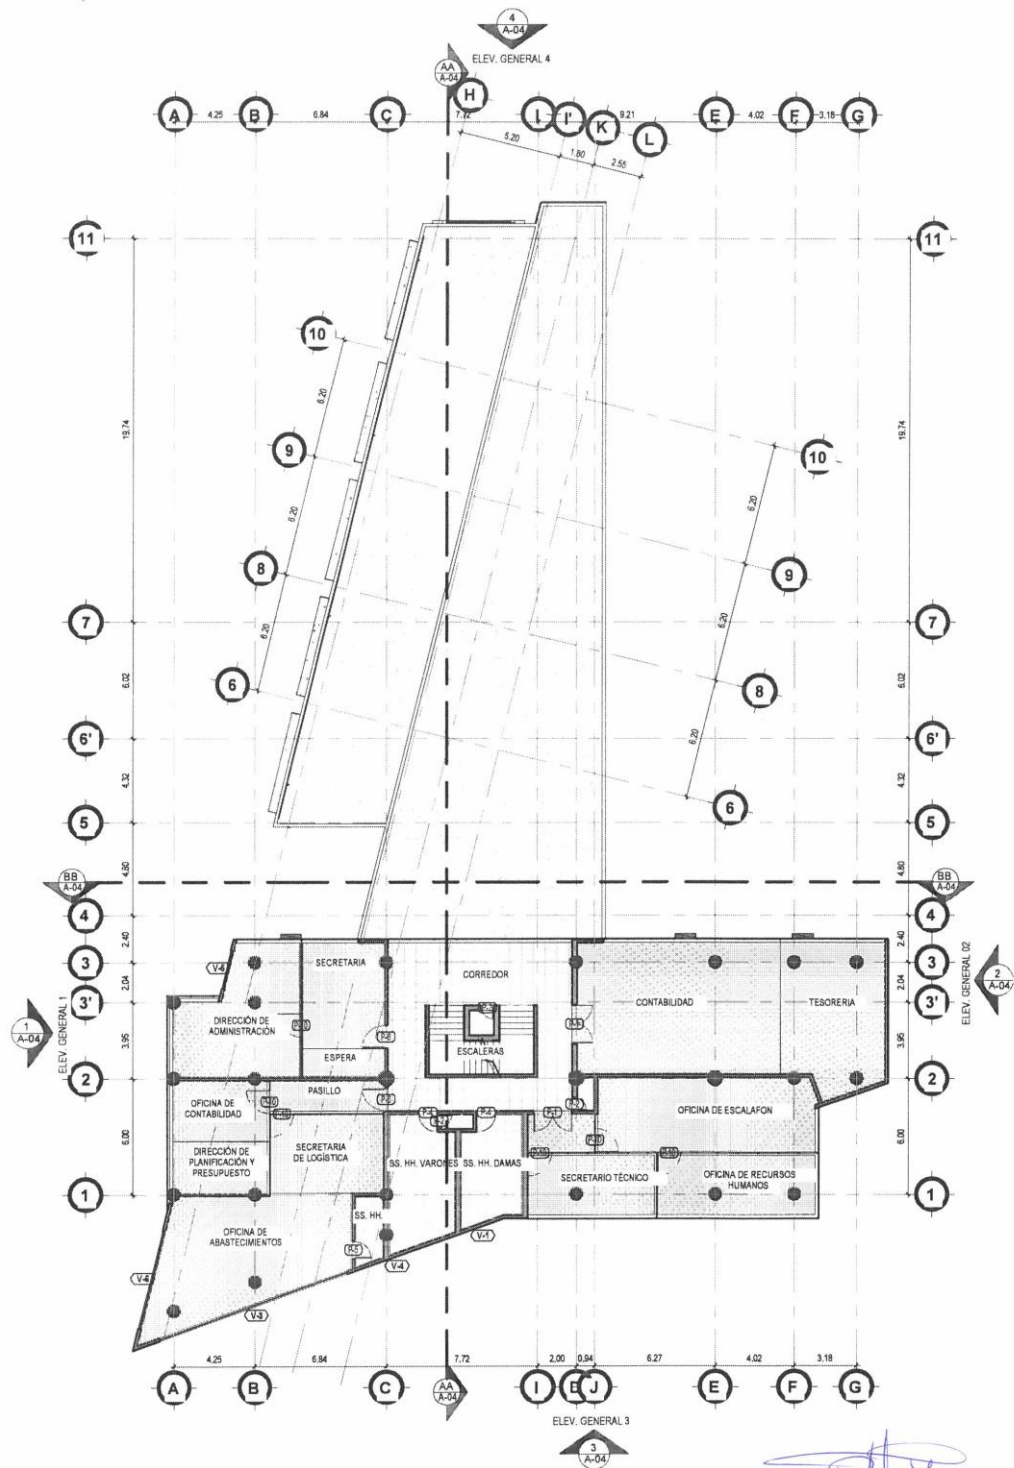 4
A-04
ELEV. GENERAL 4
AA
A-04
H
A
4.25
B
6.84
C
7.72
I
I'
K
9.21
L
E
4.02
F
3.18
G
5.20
1.80
2.55
11
11
10
6.20
19.74
19.74
9
10
6.20
6.20
8
9
6.20
6.20
7
7
6
8
6.02
6.02
6.20
6'
6'
4.32
4.32
6
5
5
4.80
4.80
BB
A-04
BB
A-04
4
4
2.40
2.40
3
SECRETARIA
CORREDOR
3
V-6
2.04
CONTABILIDAD
TESORERIA
2.04
2
A-04
ELEV. GENERAL 02
3'
3'
1
A-04
ELEV. GENERAL 1
DIRECCIÓN DE
ADMINISTRACIÓN
3.95
ESPERA
ESCALERAS
3.95
2
PASILLO
2
OFICINA DE
CONTABILIDAD
OFICINA DE ESCALAFON
P-4
P-1
P-2
6.00
DIRECCIÓN DE
PLANIFICACIÓN Y
PRESUPUESTO
SECRETARIA
DE LOGÍSTICA
SS. HH. VARONES
SS. HH. DAMAS
SECRETARIO TÉCNICO
OFICINA DE RECURSOS
HUMANOS
6.00
1
1
OFICINA DE
ABASTECIMIENTOS
SS. HH.
P-5
V-1
V-4
V-6
V-3
4.25
6.84
7.72
2.00
0.94
6.27
4.02
3.18
A
B
C
AA
A-04
I
J
E
F
G
ELEV. GENERAL 3
3
A-04